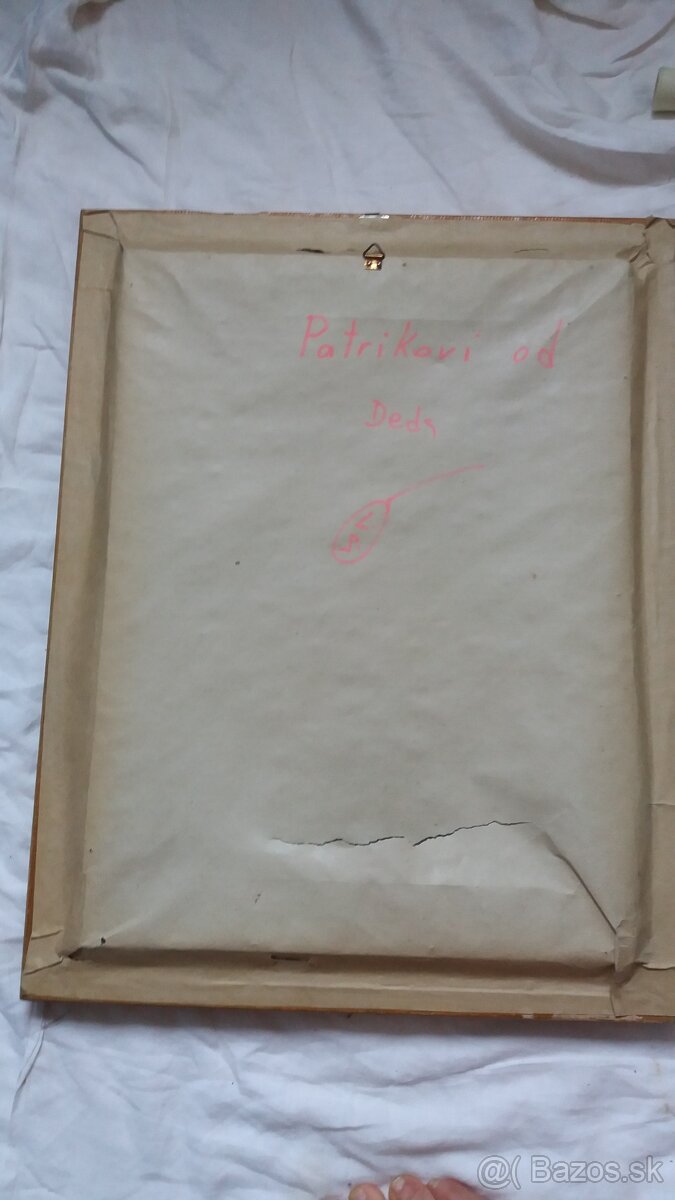 Patrikovi od
Deda
@( Bazos.sk